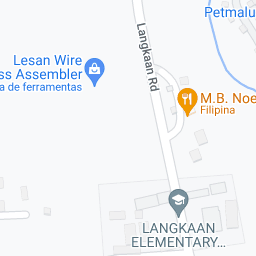 Petmalu
Langkaan Rd
Lesan Wire
ss Assembler
a de ferramentas
M.B. Noe
Filipina
LANGKAAN
ELEMENTARY...